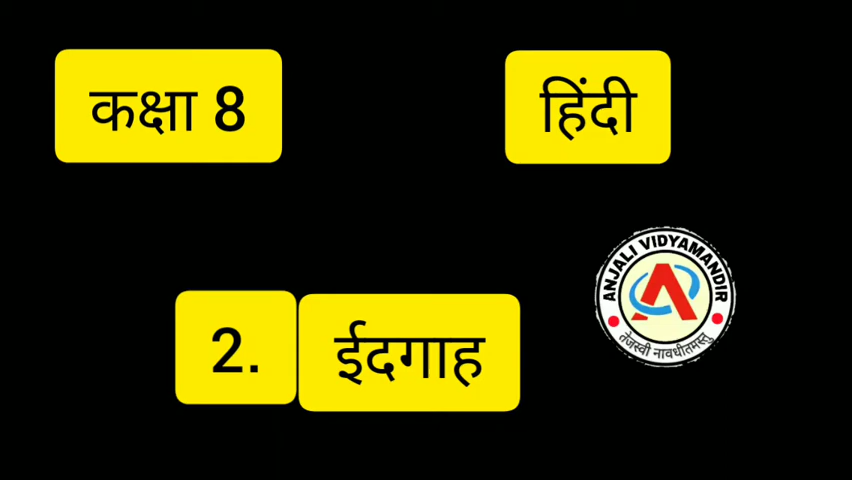 कक्षा 8
हिंदी
2. ईदगाह
ANJALI VIDYAMANDIR
तेजस्वी नावधीतमस्तु